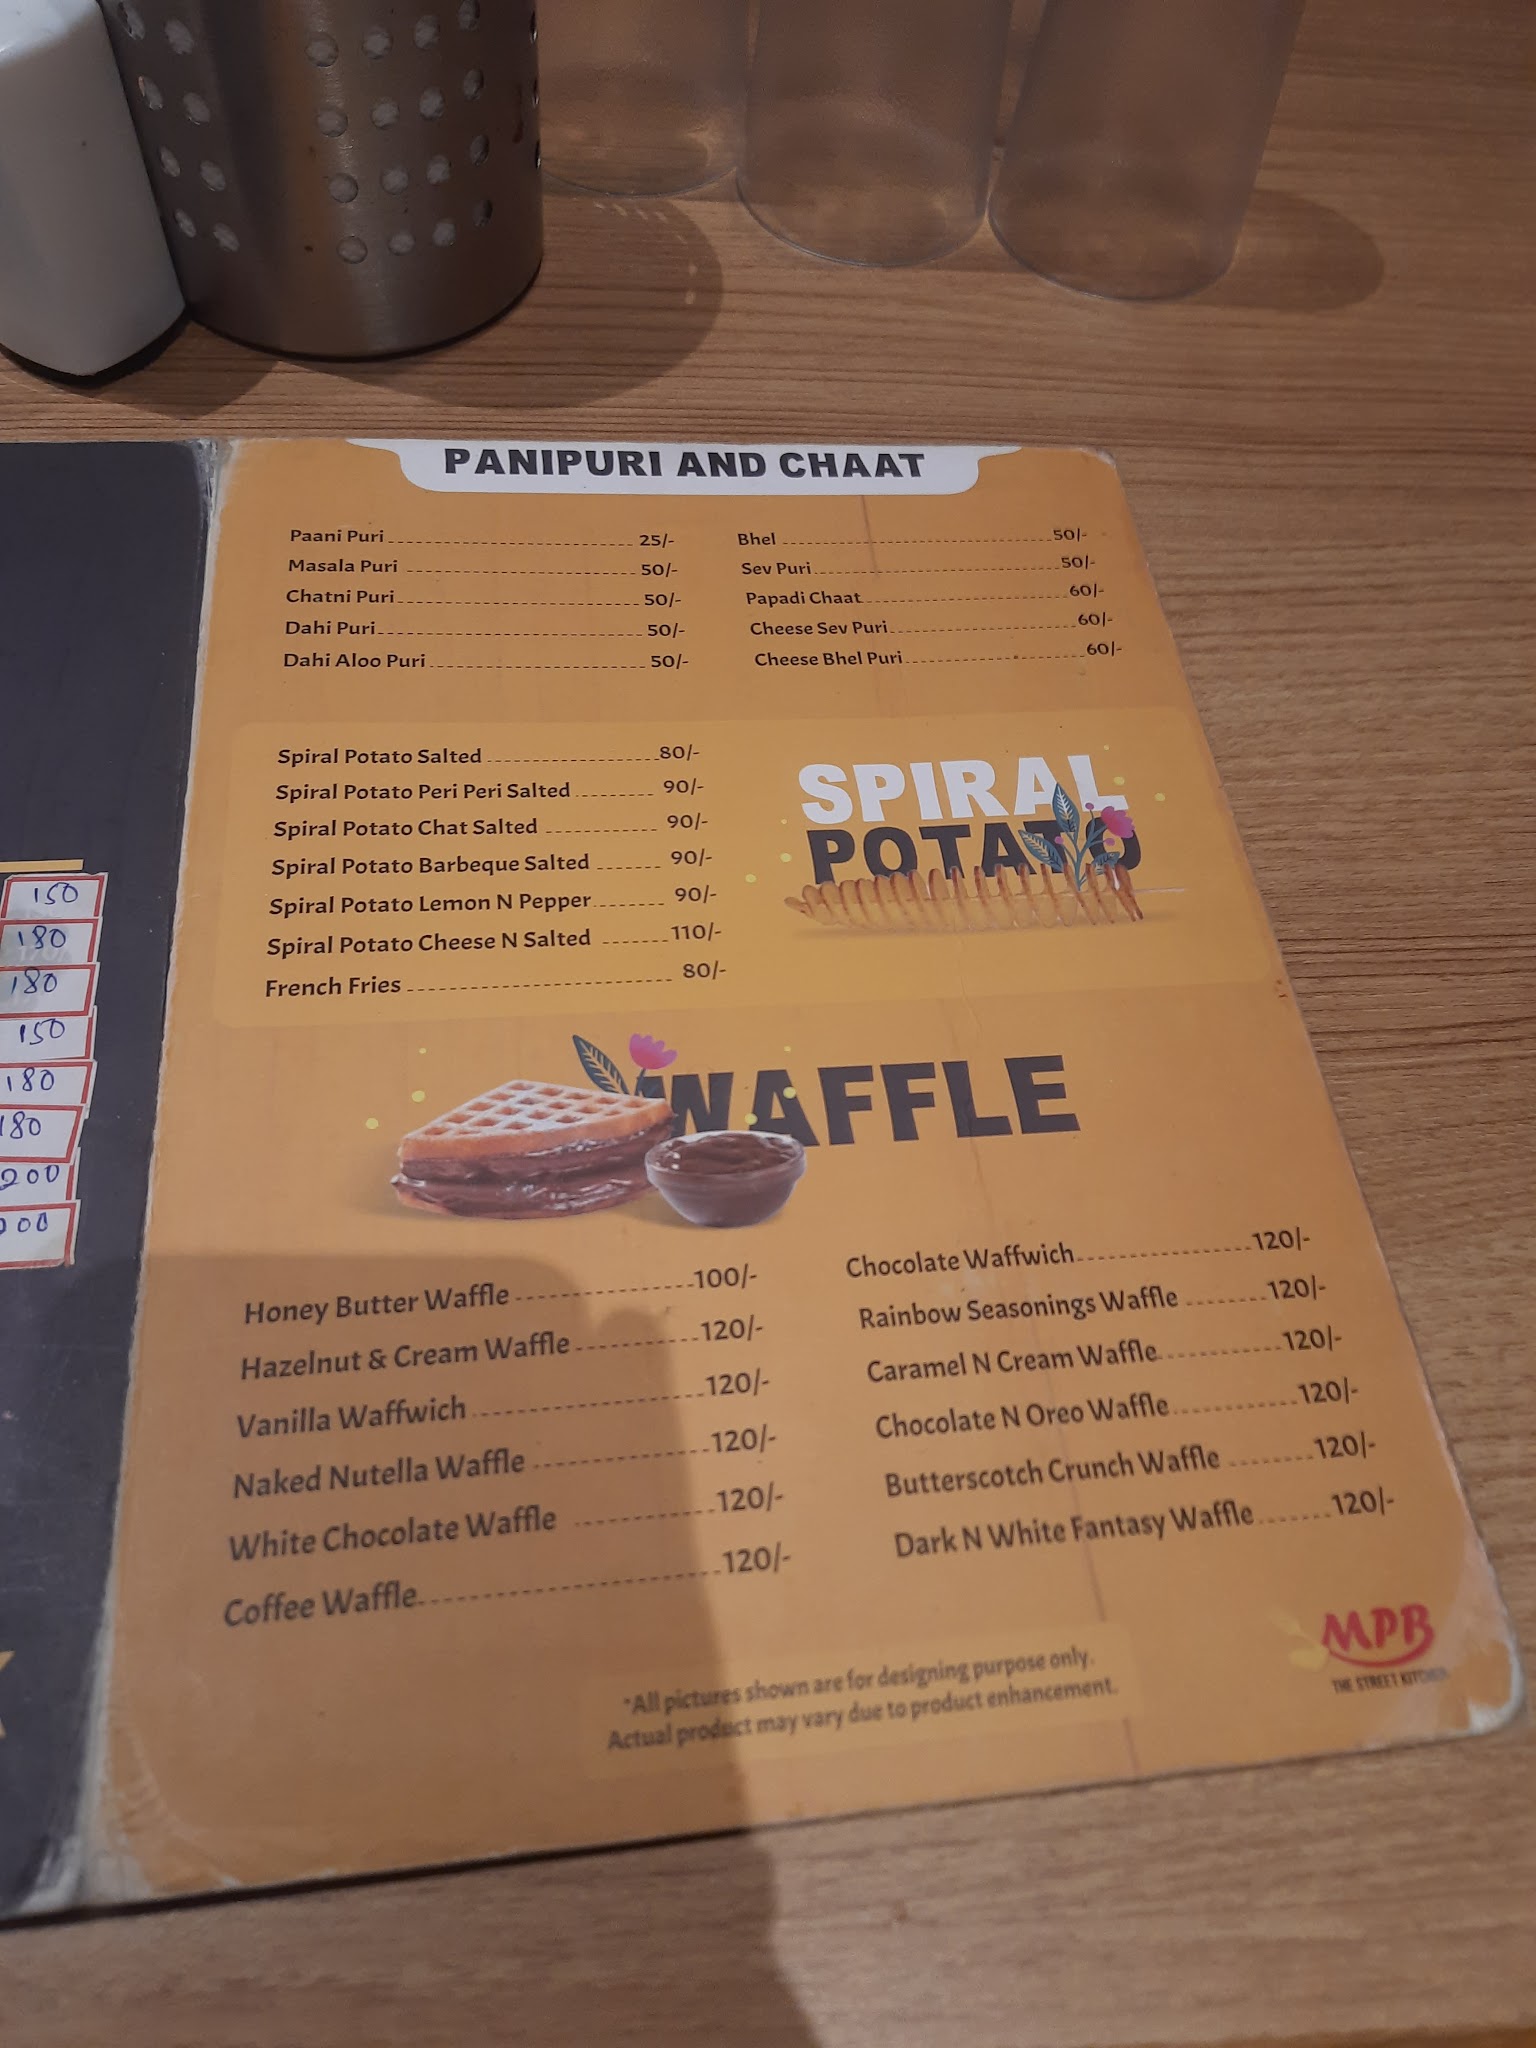 PANIPURI AND CHAAT
Paani Puri 25/-
Masala Puri 50/-
Chatni Puri 50/-
Dahi Puri 50/-
Dahi Aloo Puri 50/-
Bhel 50/-
Sev Puri 50/-
Papadi Chaat 60/-
Cheese Sev Puri 60/-
Cheese Bhel Puri 60/-
Spiral Potato Salted 80/-
Spiral Potato Peri Peri Salted 90/-
Spiral Potato Chat Salted 90/-
Spiral Potato Barbeque Salted 90/-
Spiral Potato Lemon N Pepper 90/-
Spiral Potato Cheese N Salted 110/-
French Fries 80/-
SPIRAL
POTATO
150
180
180
150
180
180
200
WAFFLE
Honey Butter Waffle 100/-
Hazelnut & Cream Waffle 120/-
Vanilla Waffwich 120/-
Naked Nutella Waffle 120/-
White Chocolate Waffle 120/-
Coffee Waffle 120/-
Chocolate Waffwich 120/-
Rainbow Seasonings Waffle 120/-
Caramel N Cream Waffle 120/-
Chocolate N Oreo Waffle 120/-
Butterscotch Crunch Waffle 120/-
Dark N White Fantasy Waffle 120/-
*All pictures shown are for designing purpose only.
Actual product may vary due to product enhancement.
MPB
THE STREET KITCHEN